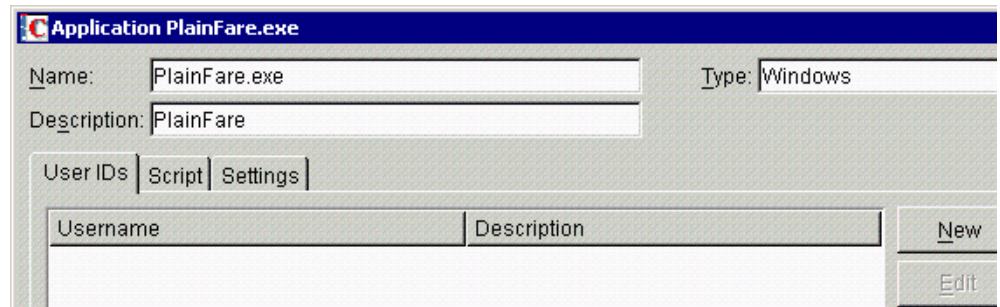 Application PlainFare.exe
Name: PlainFare.exe Type: Windows
Description: PlainFare
User IDs Script Settings
Username Description New
Edit